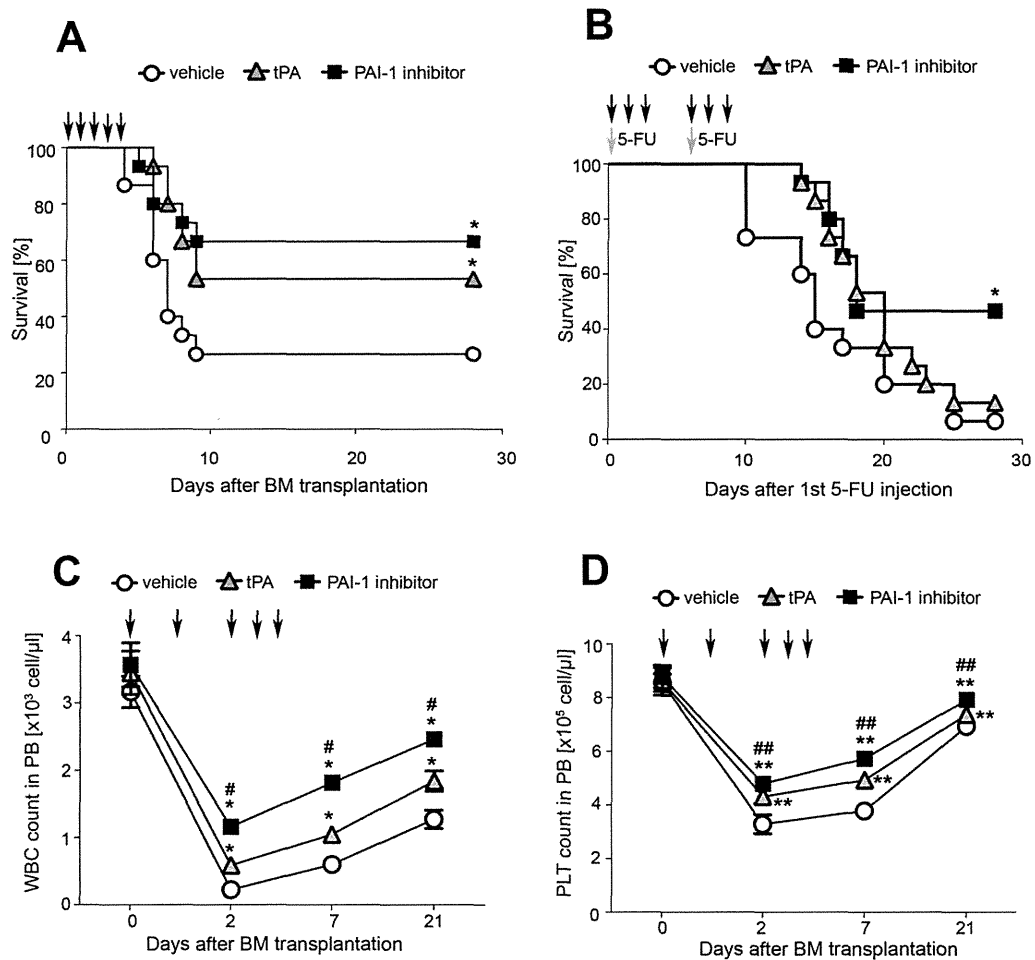 A
vehicle tPA PAI-1 inhibitor
100
80
60
40
20
0
Survival [%]
* 
*
0 10 20 30
Days after BM transplantation
B
vehicle tPA PAI-1 inhibitor
5-FU 5-FU
100
80
60
40
20
0
Survival [%]
*
0 10 20 30
Days after 1st 5-FU injection
C
vehicle tPA PAI-1 inhibitor
4
3
2
1
0
WBC count in PB [x10³ cell/µl]
#
*
*
#
*
*
#
*
*
0 2 7 21
Days after BM transplantation
D
vehicle tPA PAI-1 inhibitor
10
8
6
4
2
0
PLT count in PB [x10⁵ cell/µl]
##
**
**
##
**
**
##
**
**
0 2 7 21
Days after BM transplantation